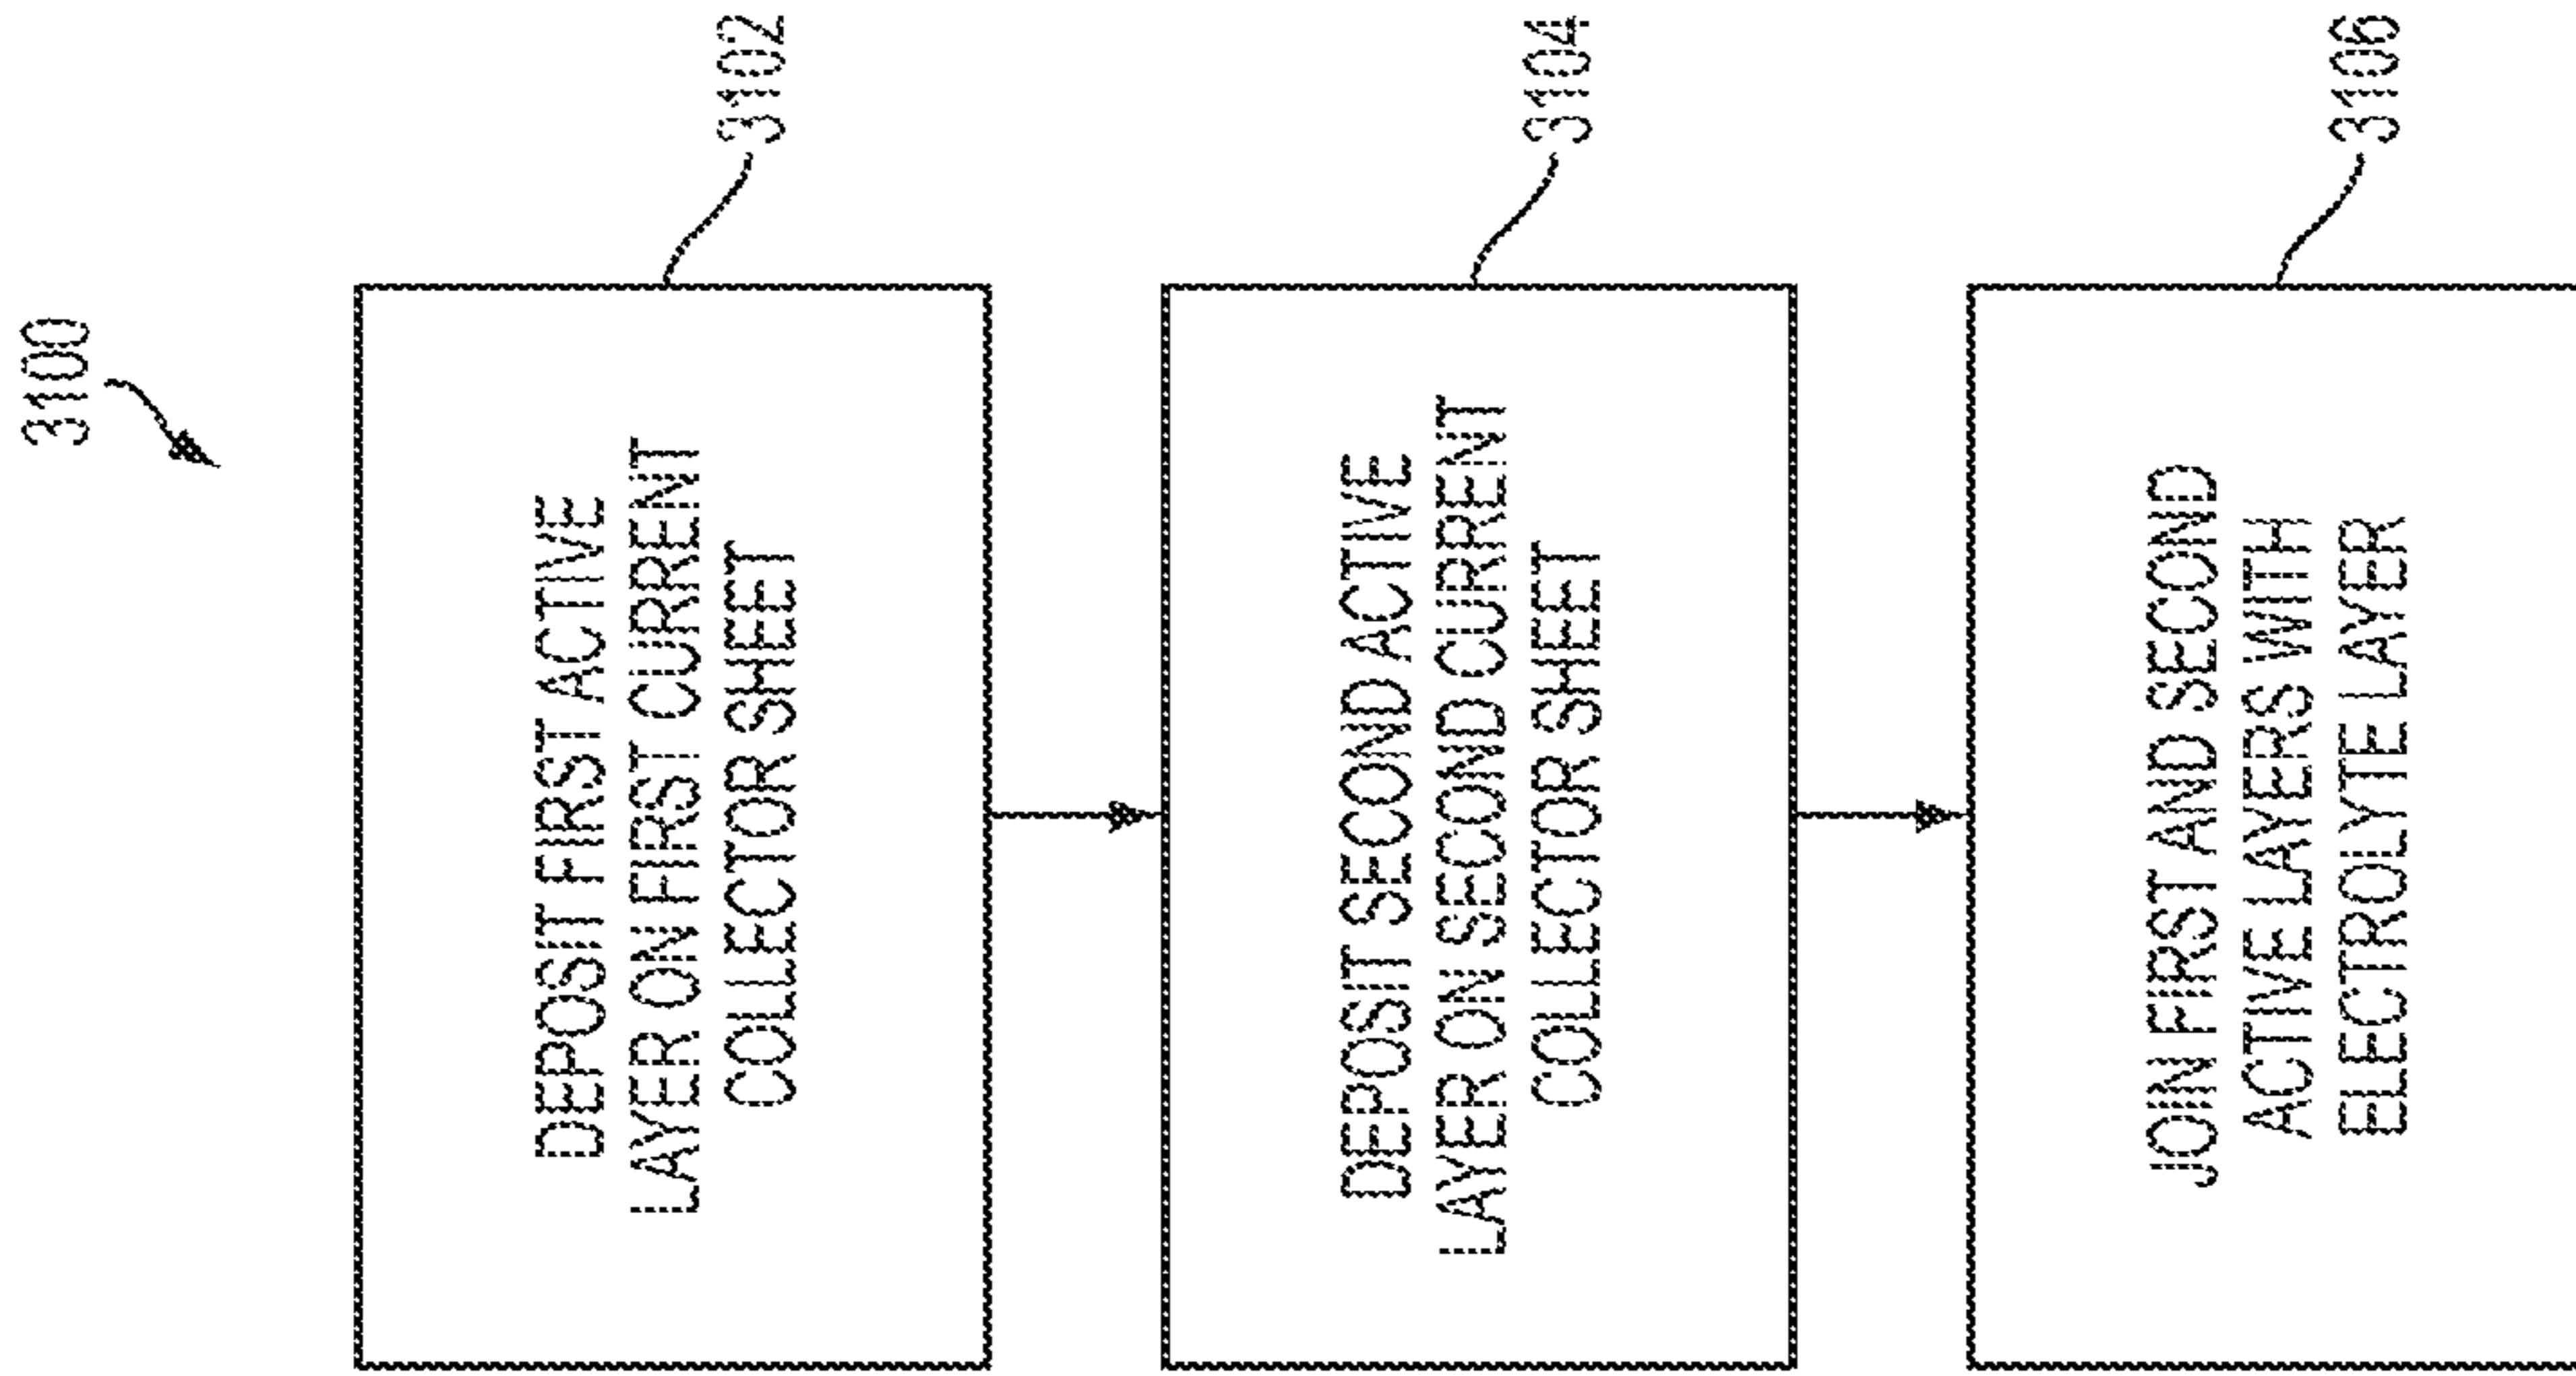 3100
DEPOSIT FIRST ACTIVE
LAYER ON FIRST CURRENT
COLLECTOR SHEET
3102
DEPOSIT SECOND ACTIVE
LAYER ON SECOND CURRENT
COLLECTOR SHEET
3104
JOIN FIRST AND SECOND
ACTIVE LAYERS WITH
ELECTROLYTE LAYER
3106